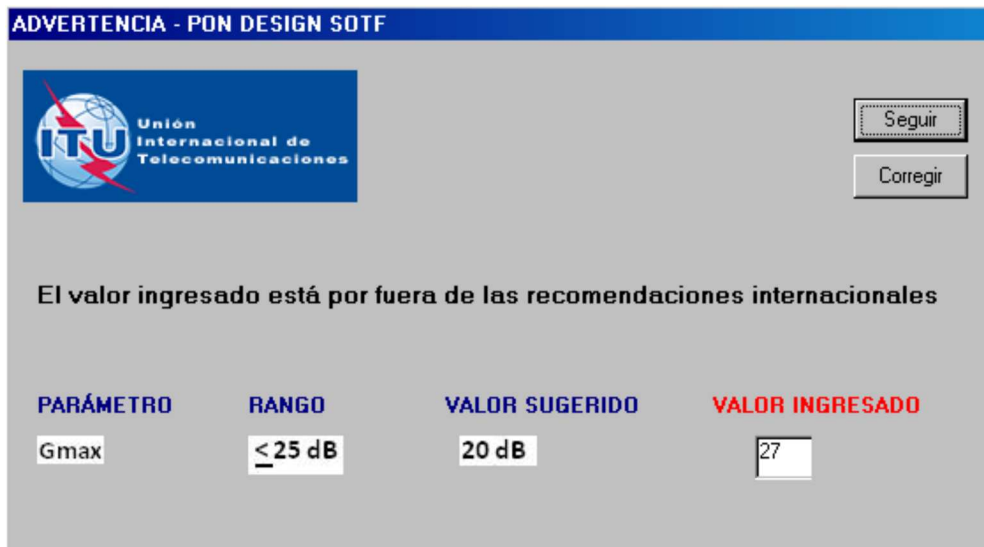 ADVERTENCIA - PON DESIGN SOTF
ITU
Unión
Internacional de
Telecomunicaciones
Seguir
Corregir
El valor ingresado está por fuera de las recomendaciones internacionales
PARÁMETRO RANGO VALOR SUGERIDO VALOR INGRESADO
Gmax ≤25 dB 20 dB 27